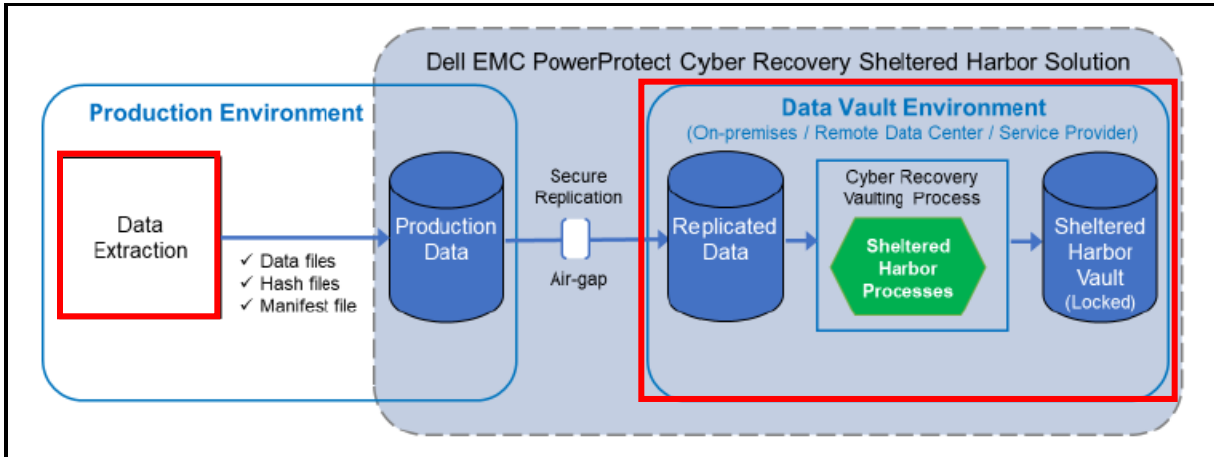 Dell EMC PowerProtect Cyber Recovery Sheltered Harbor Solution
Production Environment
Data
Extraction
✓ Data files
✓ Hash files
✓ Manifest file
Production
Data
Secure
Replication
Air-gap
Data Vault Environment
(On-premises / Remote Data Center / Service Provider)
Replicated
Data
Cyber Recovery
Vaulting Process
Sheltered
Harbor
Processes
Sheltered
Harbor
Vault
(Locked)